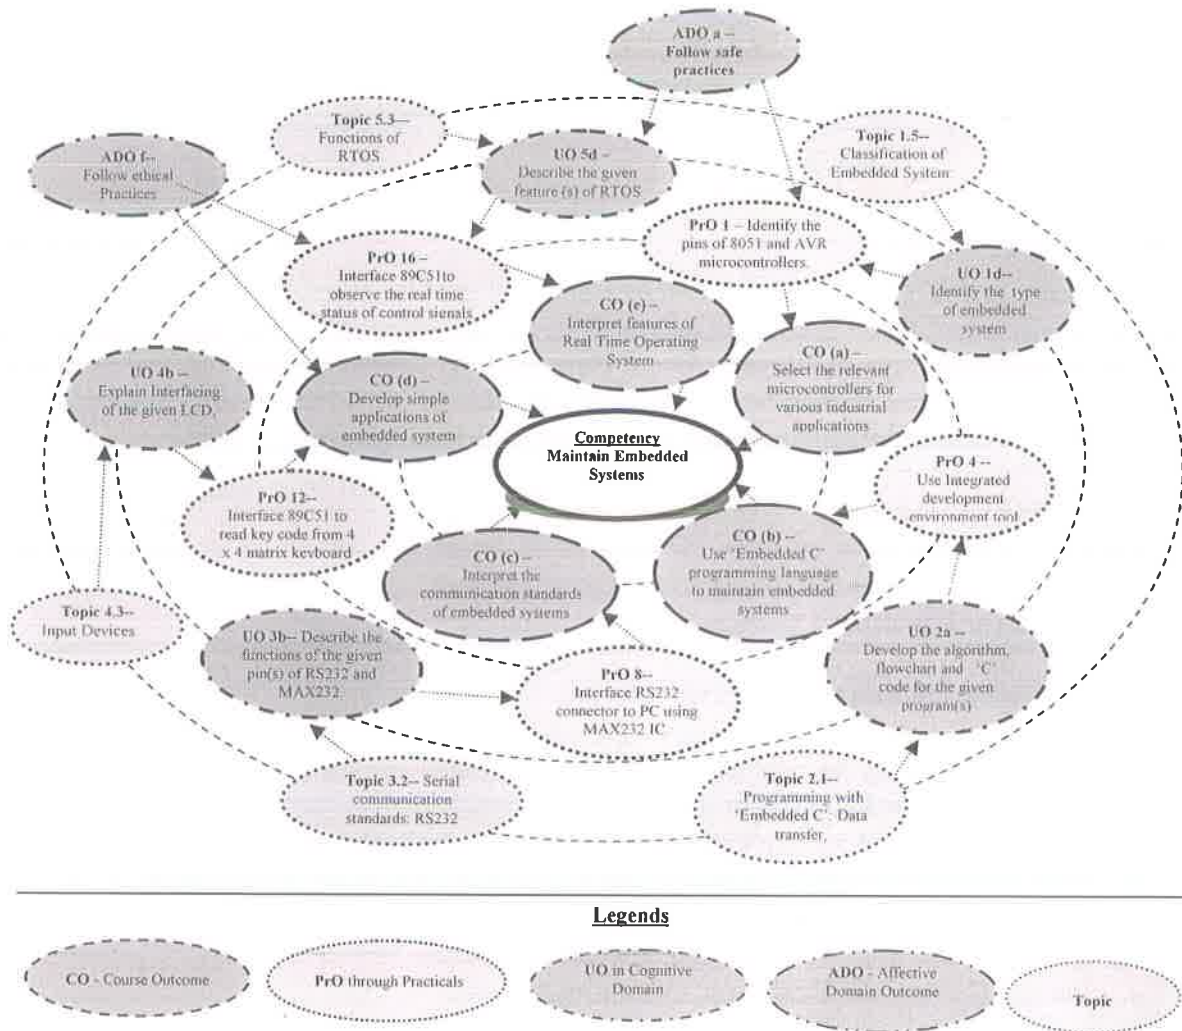 ADO a –
Follow safe
practices
Topic 5.3—
Functions of
RTOS
Topic 1.5--
Classification of
Embedded System
ADO f--
Follow ethical
Practices
UO 5d –
Describe the given
feature (s) of RTOS
PrO 1 – Identify the
pins of 8051 and AVR
microcontrollers.
PrO 16 –
Interface 89C51to
observe the real time
status of control signals
UO 1d--
Identify the type
of embedded
system
CO (e) –
Interpret features of
Real Time Operating
System
CO (a) –
Select the relevant
microcontrollers for
various industrial
applications
UO 4b--
Explain Interfacing
of the given LCD.
CO (d) –
Develop simple
applications of
embedded system
Competency
Maintain Embedded
Systems
PrO 4 --
Use Integrated
development
environment tool
PrO 12--
Interface 89C51 to
read key code from 4
x 4 matrix keyboard
CO (c) –
Interpret the
communication standards
of embedded systems
CO (b) –
Use ‘Embedded C’
programming language
to maintain embedded
systems
Topic 4.3--
Input Devices
UO 3b-- Describe the
functions of the given
pin(s) of RS232 and
MAX232
UO 2a --
Develop the algorithm,
flowchart and ‘C’
code for the given
program(s)
PrO 8--
Interface RS232
connector to PC using
MAX232 IC
Topic 3.2-- Serial
communication
standards: RS232
Topic 2.1--
Programming with
‘Embedded C’: Data
transfer,
Legends
CO - Course Outcome
PrO through Practicals
UO in Cognitive
Domain
ADO - Affective
Domain Outcome
Topic